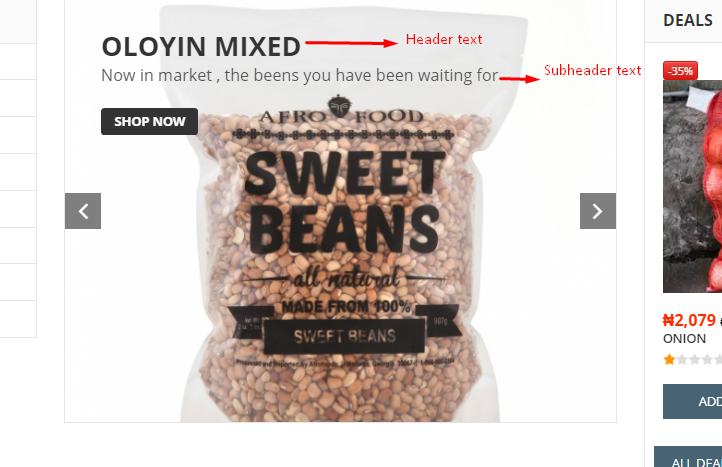 OLOYIN MIXED
Header text
Now in market , the beens you have been waiting for
Subheader text
SHOP NOW
AFRO FOOD
SWEET
BEANS
all natural
MADE FROM 100%
SWEET BEANS
907g
DEALS
-35%
₦2,079
ONION
ADD
ALL DEA